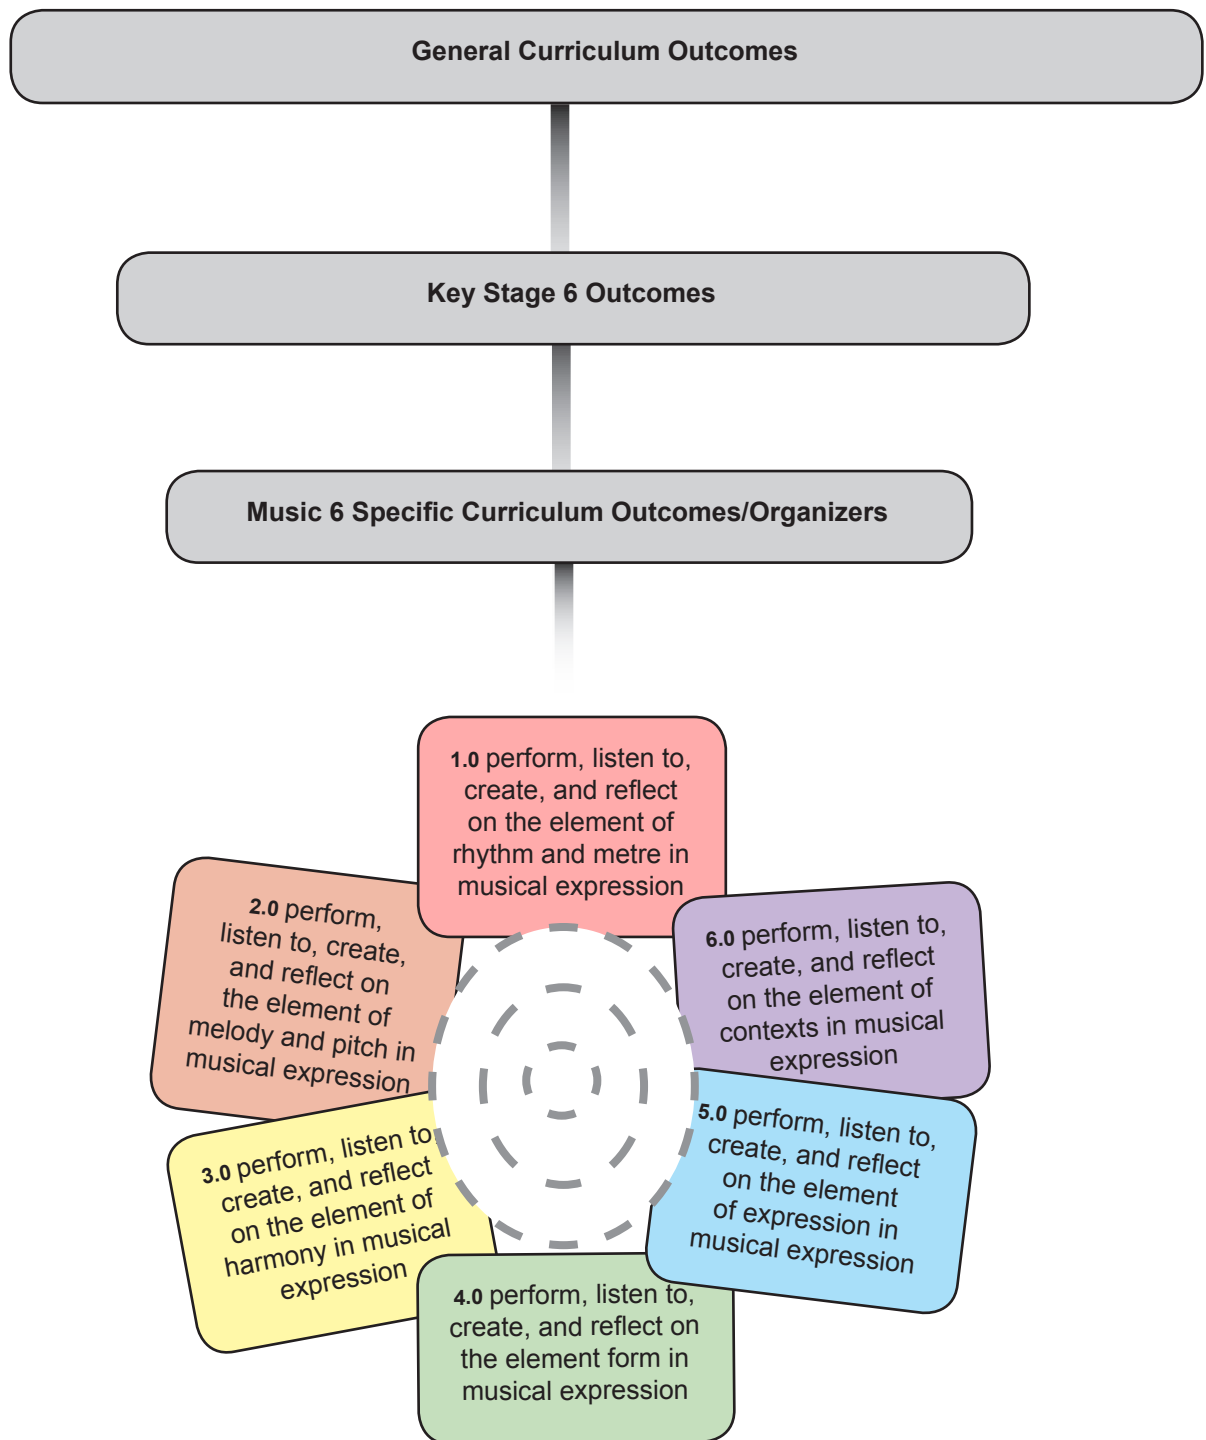 General Curriculum Outcomes
Key Stage 6 Outcomes
Music 6 Specific Curriculum Outcomes/Organizers
1.0 perform, listen to,
create, and reflect
on the element of
rhythm and metre in
musical expression
2.0 perform,
listen to, create,
and reflect on
the element of
melody and pitch in
musical expression
3.0 perform, listen to,
create, and reflect
on the element of
harmony in musical
expression
4.0 perform, listen to,
create, and reflect on
the element form in
musical expression
5.0 perform, listen to,
create, and reflect
on the element
of expression in
musical expression
6.0 perform, listen to,
create, and reflect
on the element of
contexts in musical
expression